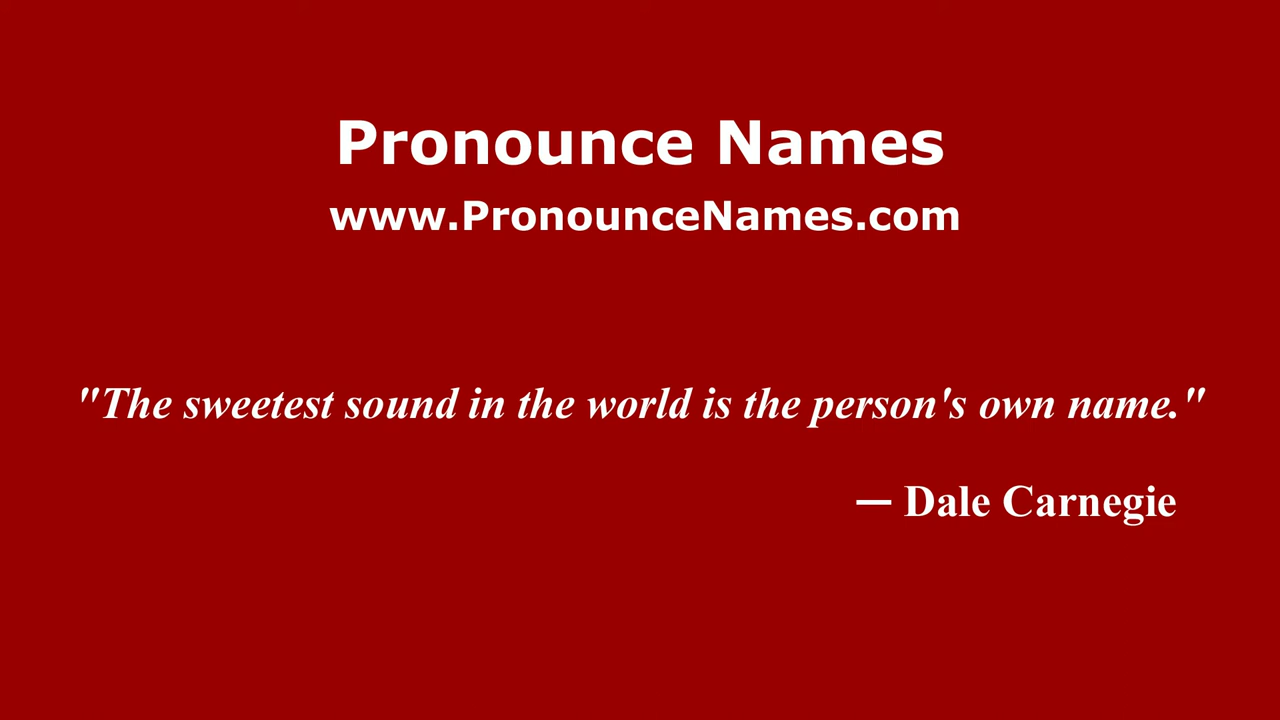 Pronounce Names
www.PronounceNames.com
"The sweetest sound in the world is the person's own name."
— Dale Carnegie